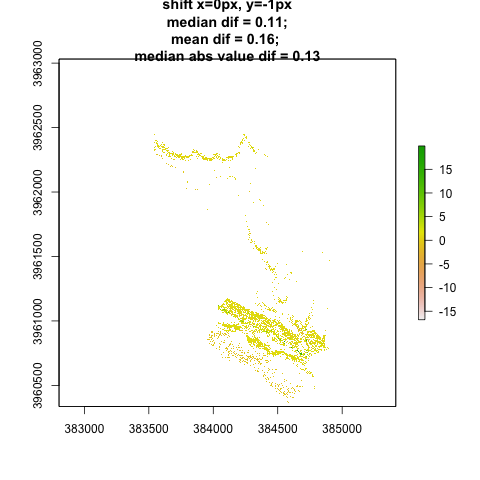 shift x=0px, y=-1px
median dif = 0.11;
mean dif = 0.16;
median abs value dif = 0.13
3963000
3962500
3962000
3961500
3961000
3960500
383000 383500 384000 384500 385000
15
10
5
0
-5
-10
-15